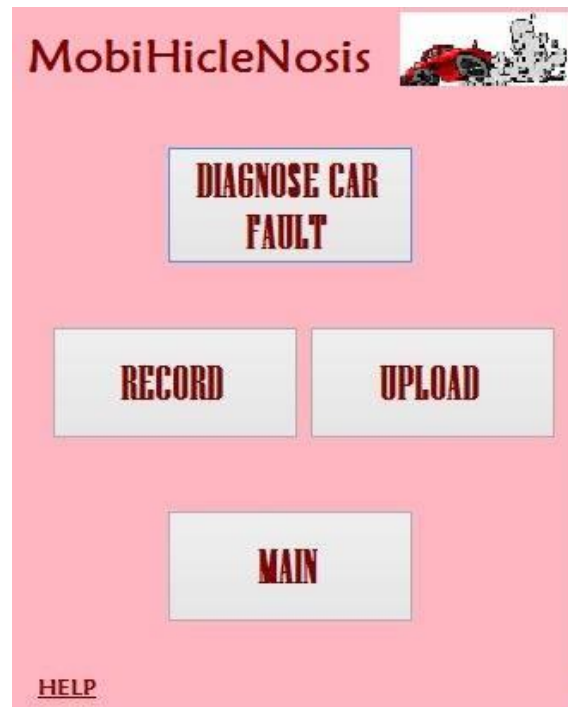 MobiHicleNosis
DIAGNOSE CAR
FAULT
RECORD
UPLOAD
MAIN
HELP